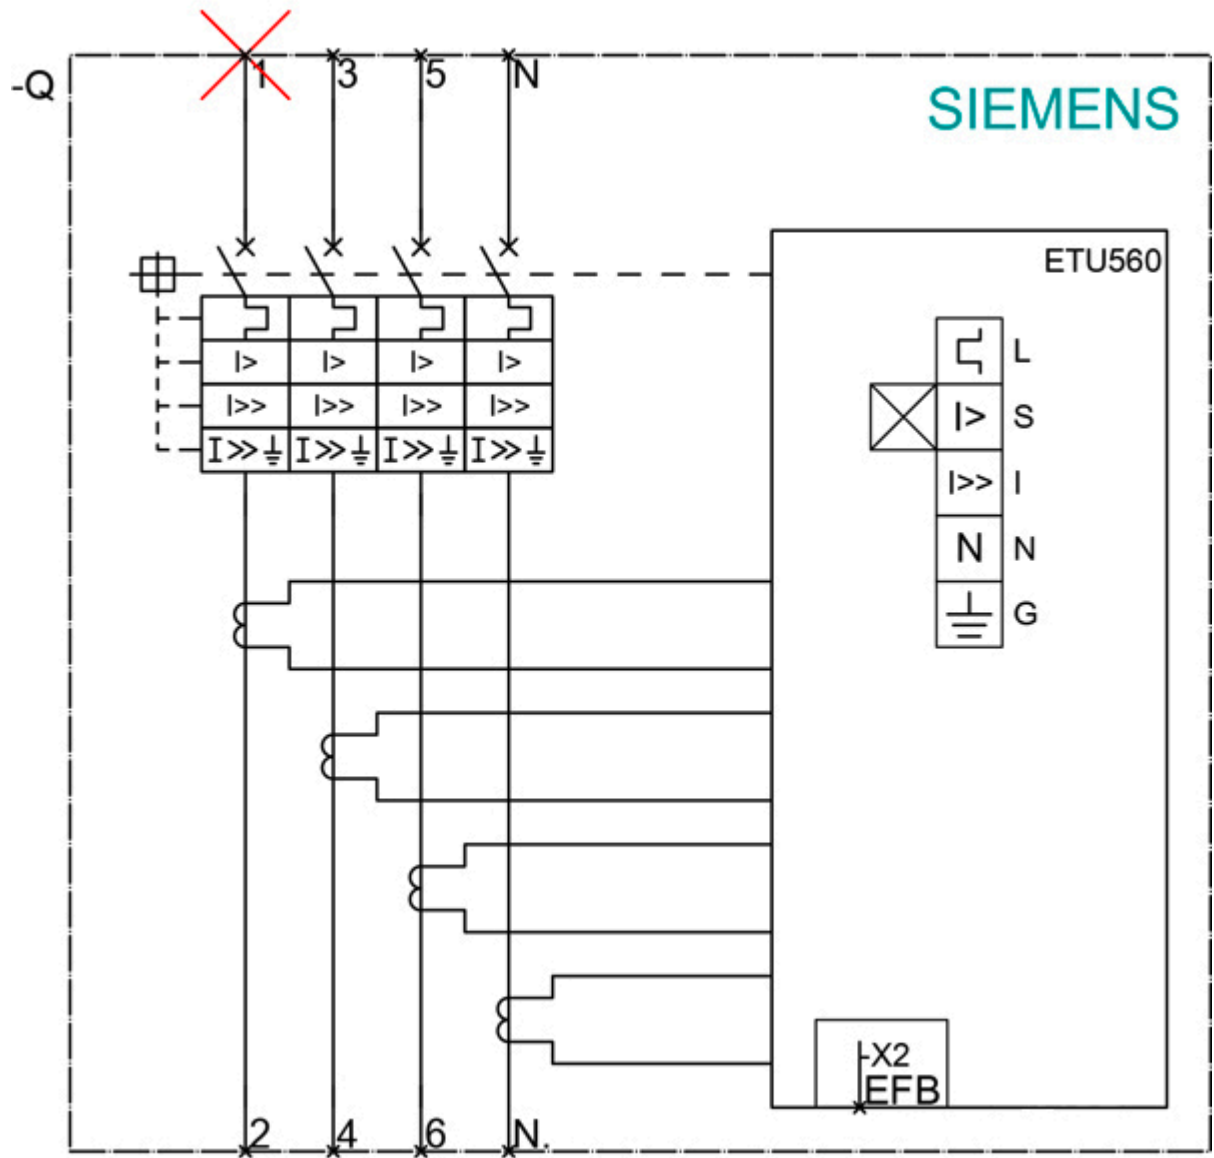 -Q
1 3 5 N
SIEMENS
ETU560
L
I> I> I> I>
I>> I>> I>> I>>
I>> I>> I>> I>>
I> S
I>> I
N N
G
-X2
EFB
2 4 6 N.